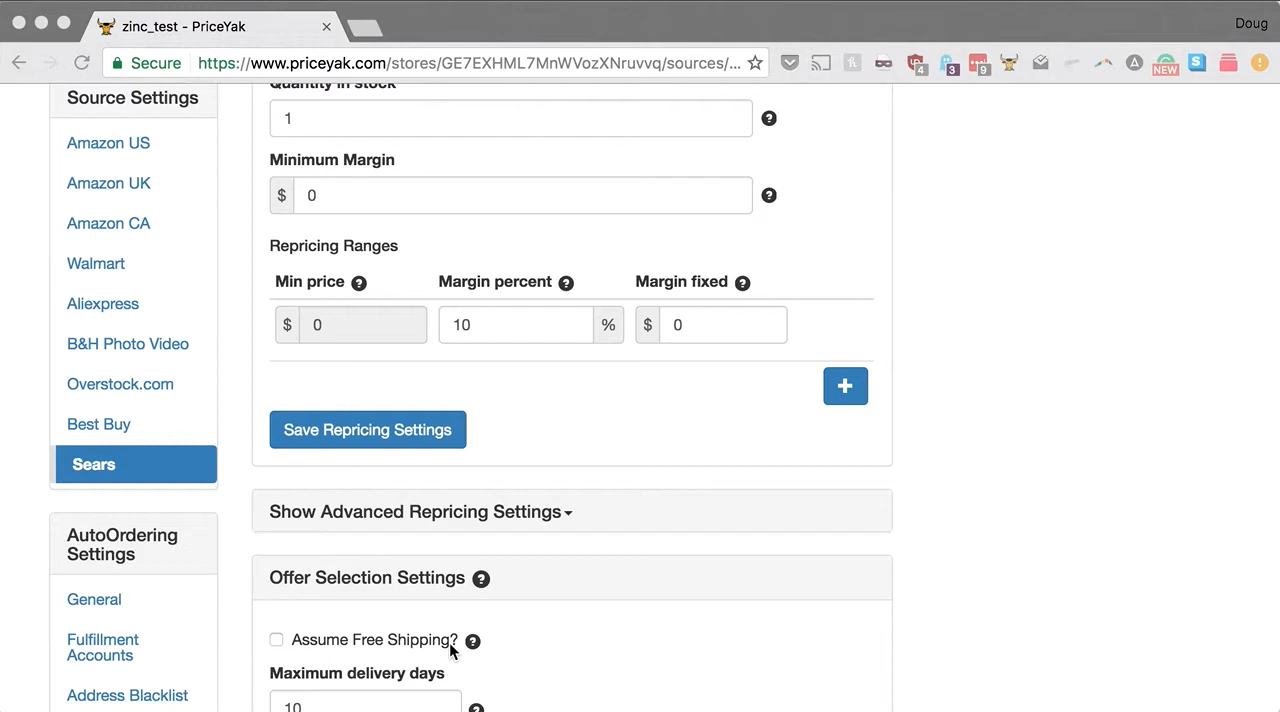 zinc_test - PriceYak
Doug
Secure
https://www.priceyak.com/stores/GE7EXHML7MnWVozXNruvvq/sources/...
4
3
9
NEW
Source Settings
Amazon US
Amazon UK
Amazon CA
Walmart
Aliexpress
B&H Photo Video
Overstock.com
Best Buy
Sears
AutoOrdering
Settings
General
Fulfillment
Accounts
Address Blacklist
Quantity in stock
1
Minimum Margin
$ 0
Repricing Ranges
Min price Margin percent Margin fixed
$ 0 10 % $ 0
Save Repricing Settings
Show Advanced Repricing Settings
Offer Selection Settings
Assume Free Shipping?
Maximum delivery days
10